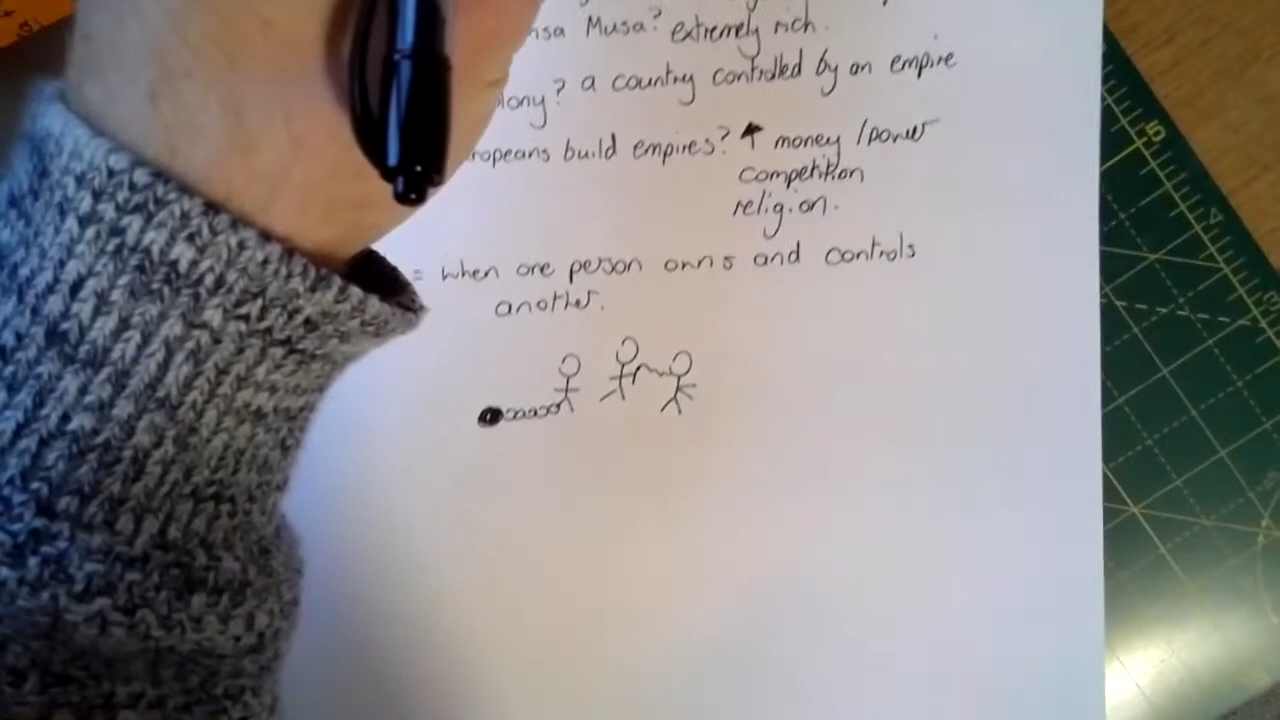 nsa Musa? extremely rich.
lony? a country controlled by an empire
ropeans build empires? ↑ money / power
competition
religion.
= when one person owns and controls
another.
5